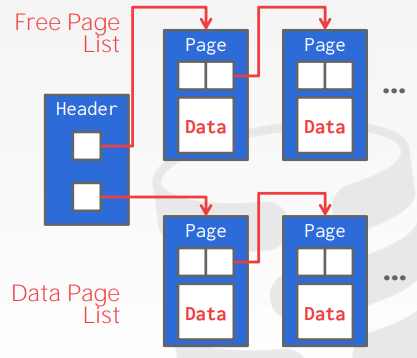 Free Page
List
Page
Page
Data
Data
...
Header
Page
Page
Data
Data
...
Data Page
List